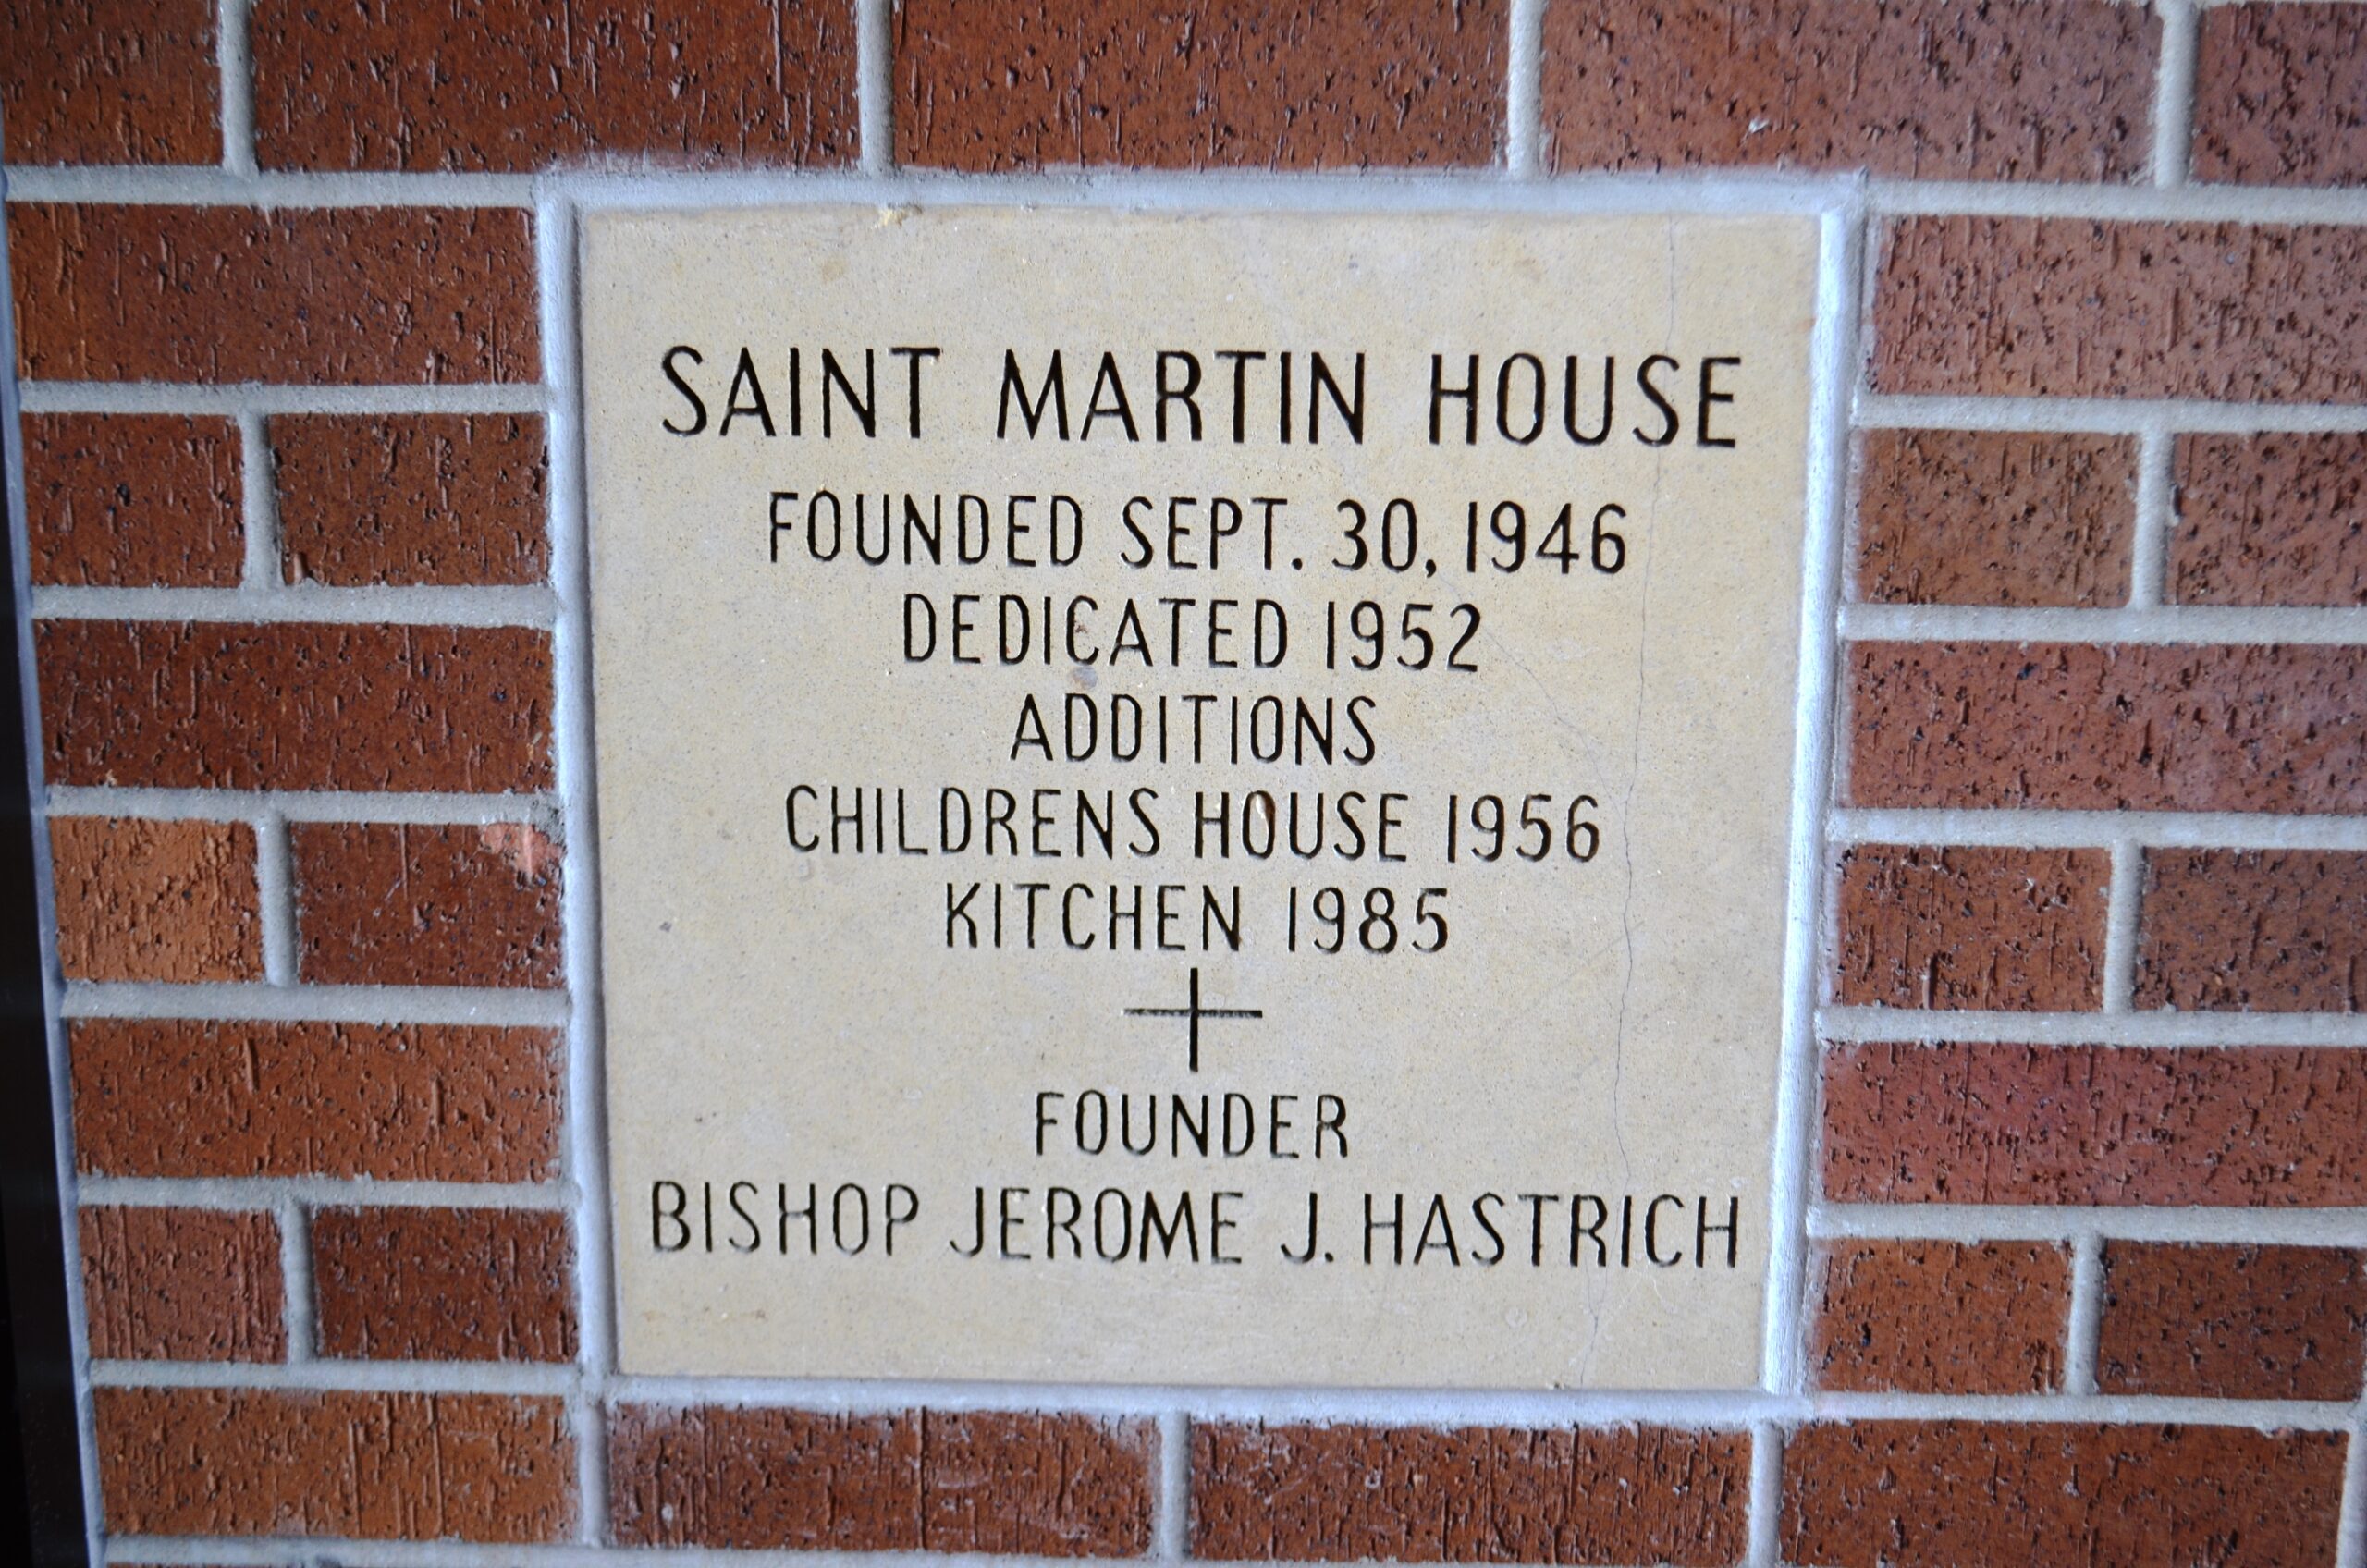 SAINT MARTIN HOUSE
FOUNDED SEPT. 30, 1946
DEDICATED 1952
ADDITIONS
CHILDRENS HOUSE 1956
KITCHEN 1985
FOUNDER
BISHOP JEROME J. HASTRICH